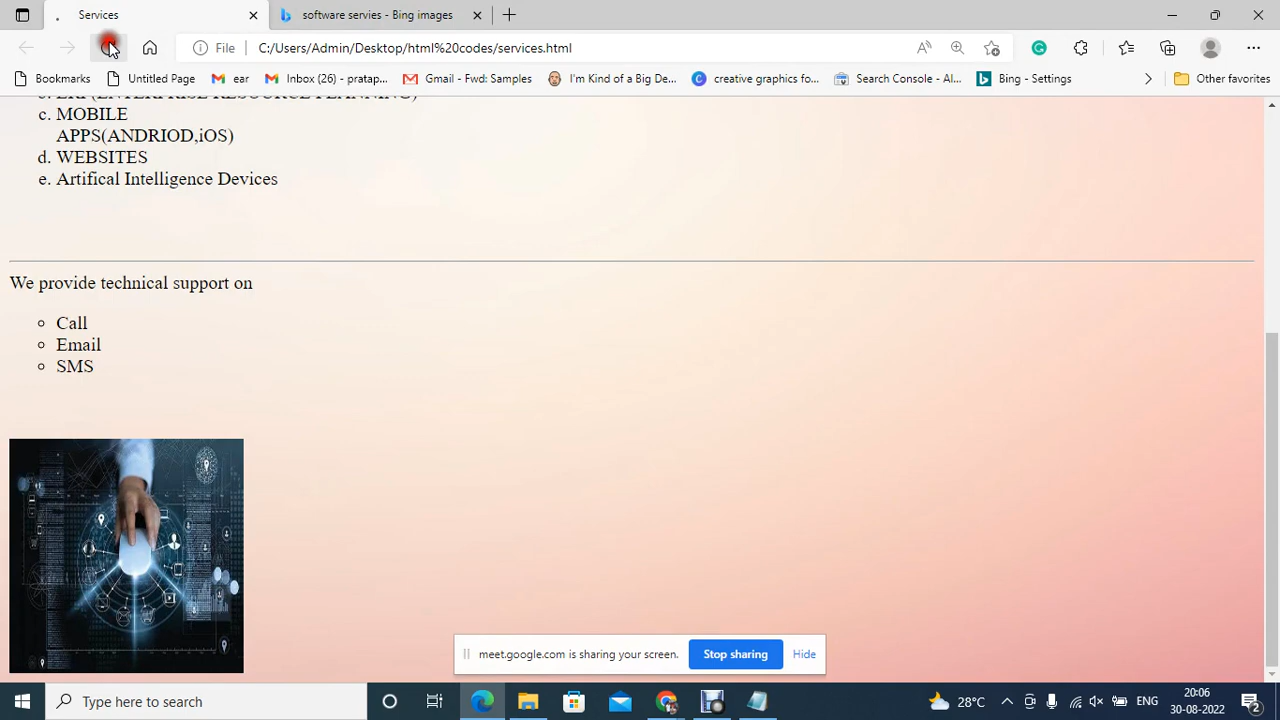 Services
software servies - Bing images
File C:/Users/Admin/Desktop/html%20codes/services.html
Bookmarks Untitled Page ear Inbox (26) - pratap... Gmail - Fwd: Samples I'm Kind of a Big De... creative graphics fo... Search Console - Al... Bing - Settings Other favorites
c. MOBILE
APPS(ANDRIOD,iOS)
d. WEBSITES
e. Artifical Intelligence Devices
We provide technical support on
Call
Email
SMS
meet.google.com is sharing your screen. Stop sharing Hide
Type here to search
28°C
ENG
20:06
30-08-2022
2